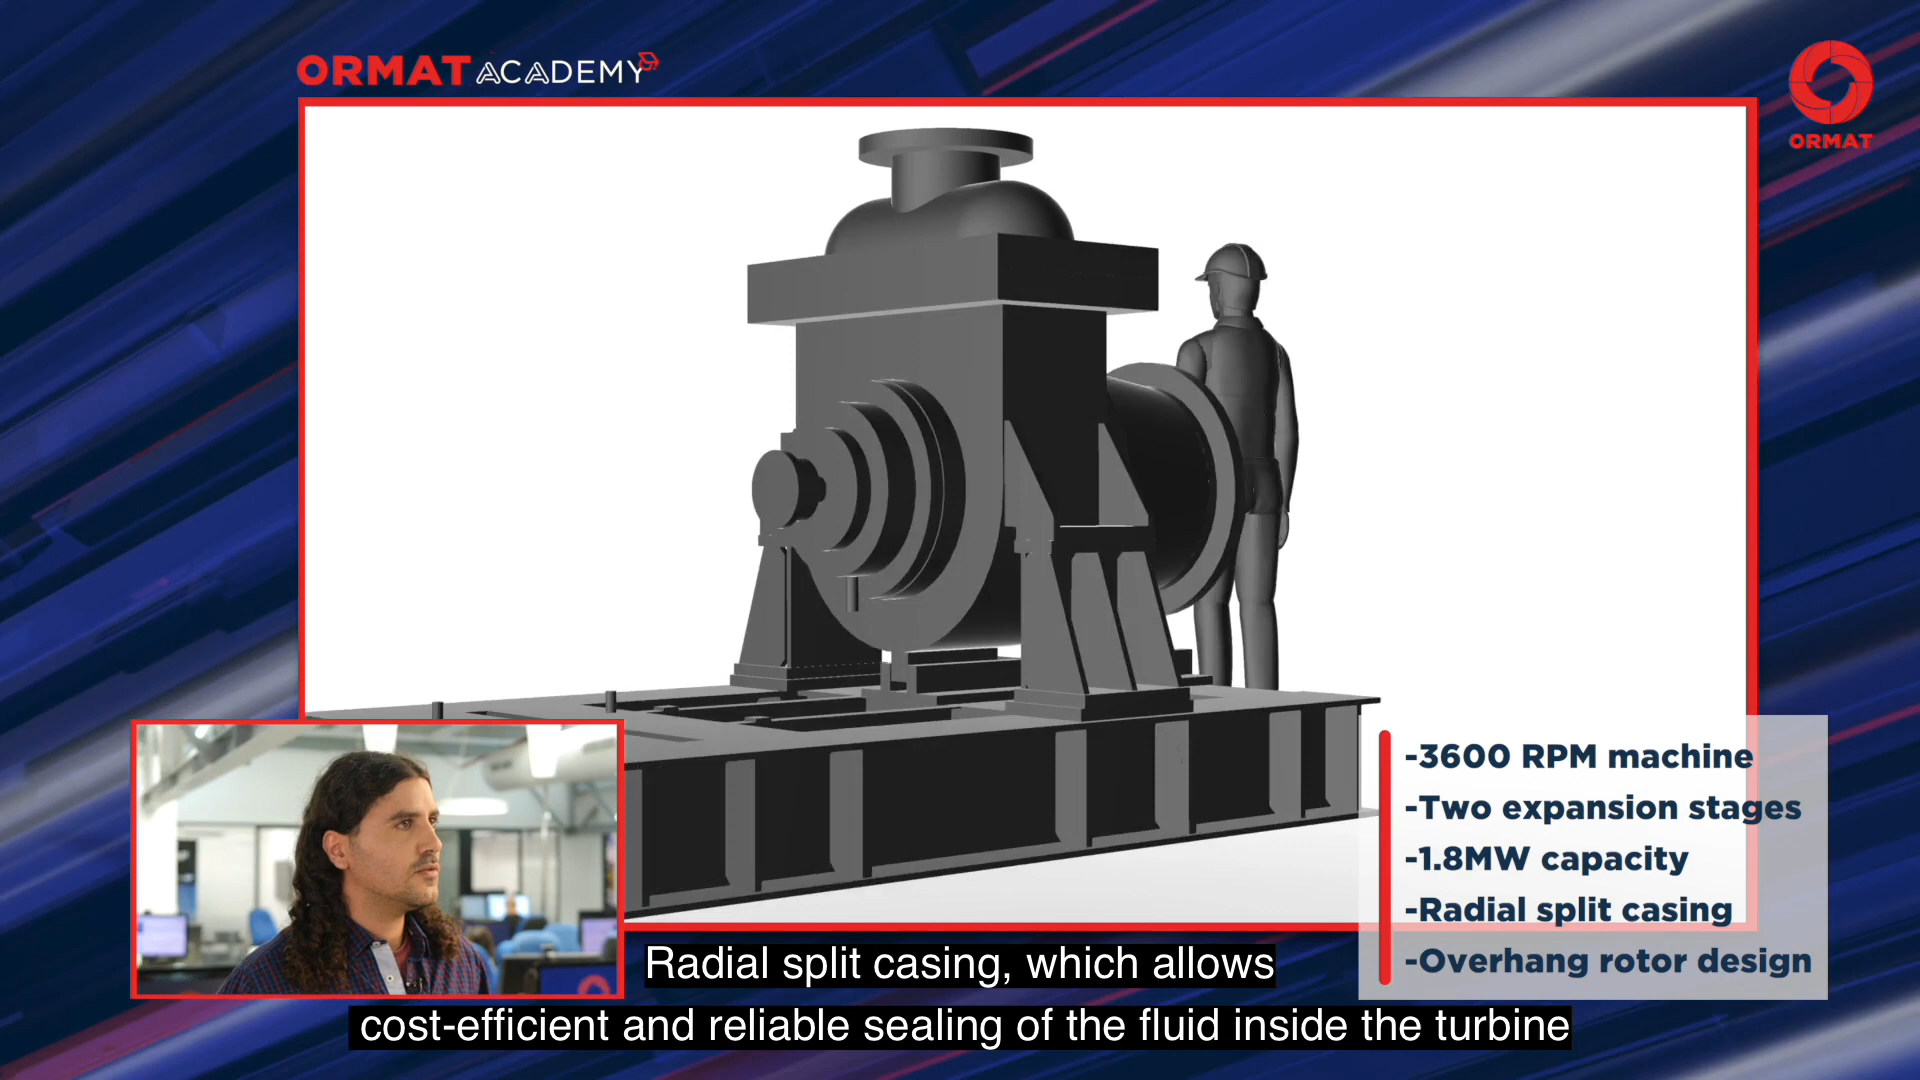 ORMAT ACADEMY
ORMAT
-3600 RPM machine
-Two expansion stages
-1.8MW capacity
-Radial split casing
-Overhang rotor design
Radial split casing, which allows
cost-efficient and reliable sealing of the fluid inside the turbine